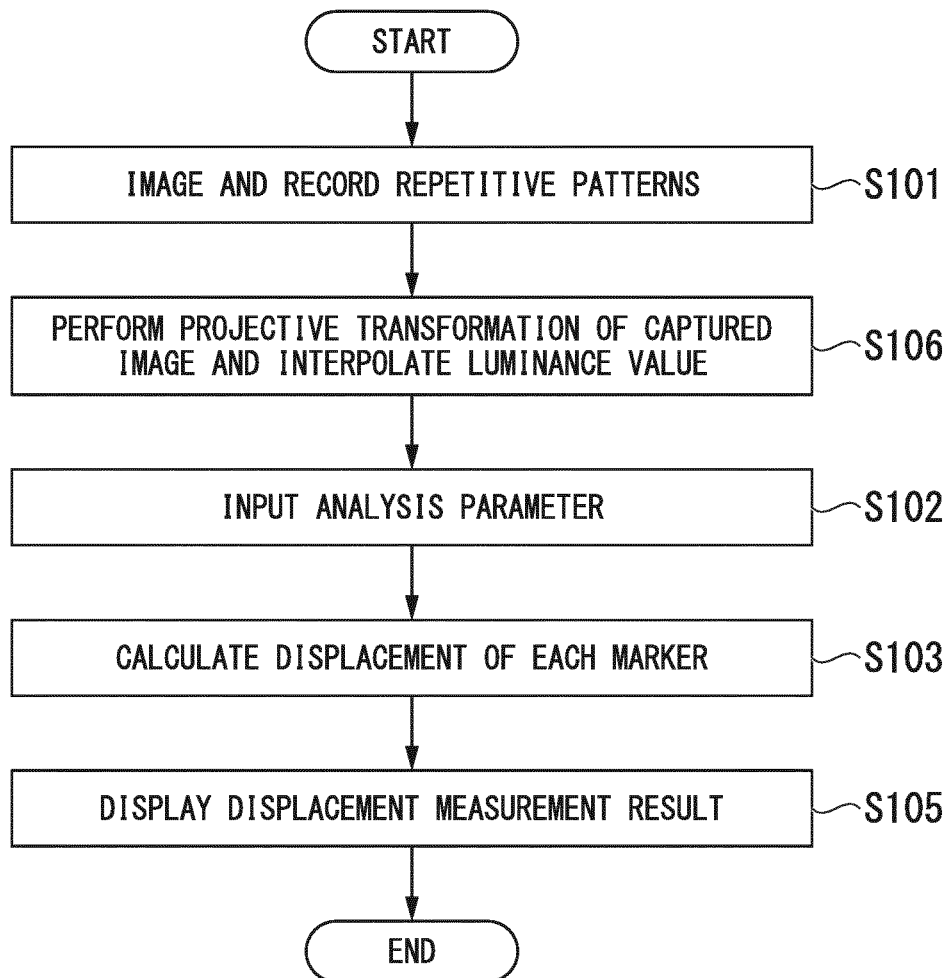 START
IMAGE AND RECORD REPETITIVE PATTERNS
S101
PERFORM PROJECTIVE TRANSFORMATION OF CAPTURED
IMAGE AND INTERPOLATE LUMINANCE VALUE
S106
INPUT ANALYSIS PARAMETER
S102
CALCULATE DISPLACEMENT OF EACH MARKER
S103
DISPLAY DISPLACEMENT MEASUREMENT RESULT
S105
END